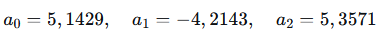 a₀ = 5,1429, a₁ = −4,2143, a₂ = 5,3571